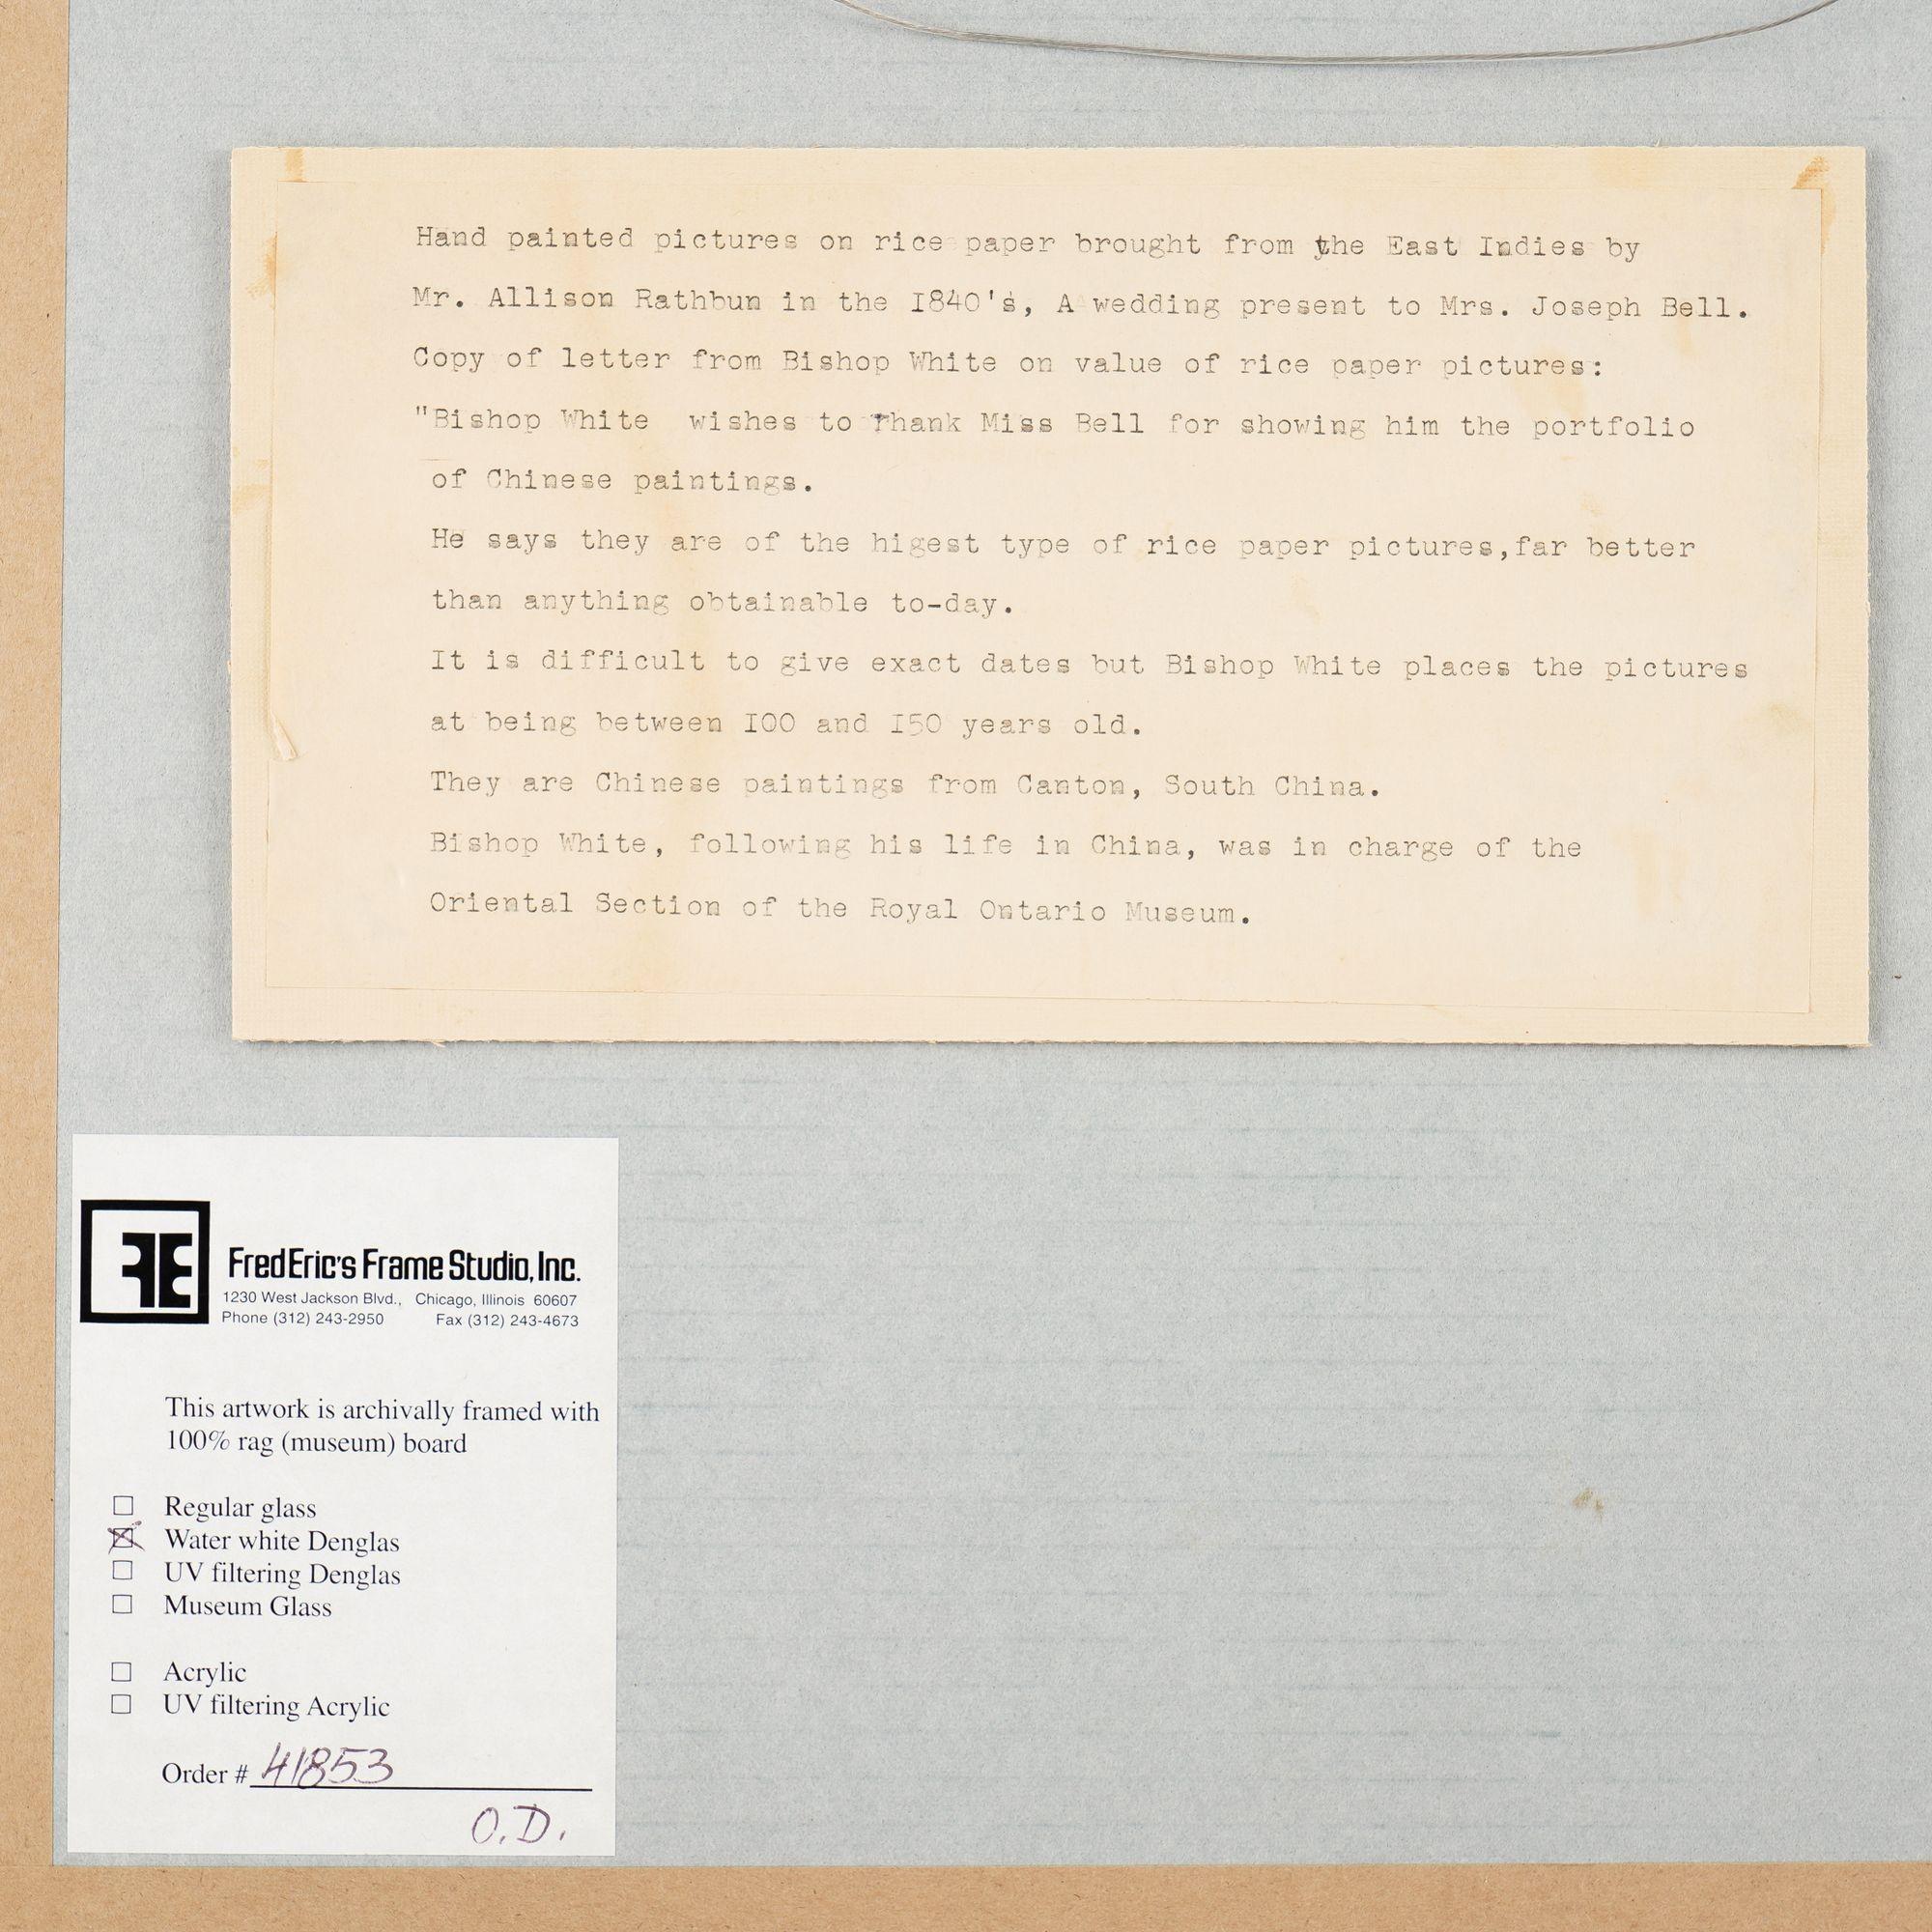 Hand painted pictures on rice paper brought from the East Indies by
Mr. Allison Rathbun in the I840's, A wedding present to Mrs. Joseph Bell.
Copy of letter from Bishop White on value of rice paper pictures:
"Bishop White  wishes to Thank Miss Bell for showing him the portfolio
of Chinese paintings.
He says they are of the higest type of rice paper pictures,far better
than anything obtainable to-day.
It is difficult to give exact dates but Bishop White places the pictures
at being between I00 and I50 years old.
They are Chinese paintings from Canton, South China.
Bishop White, following his life in China, was in charge of the
Oriental Section of the Royal Ontario Museum.
FredEric's Frame Studio, Inc.
1230 West Jackson Blvd., Chicago, Illinois 60607
Phone (312) 243-2950 Fax (312) 243-4673
This artwork is archivally framed with
100% rag (museum) board
Regular glass
Water white Denglas
UV filtering Denglas
Museum Glass
Acrylic
UV filtering Acrylic
Order # 41853
O.D.